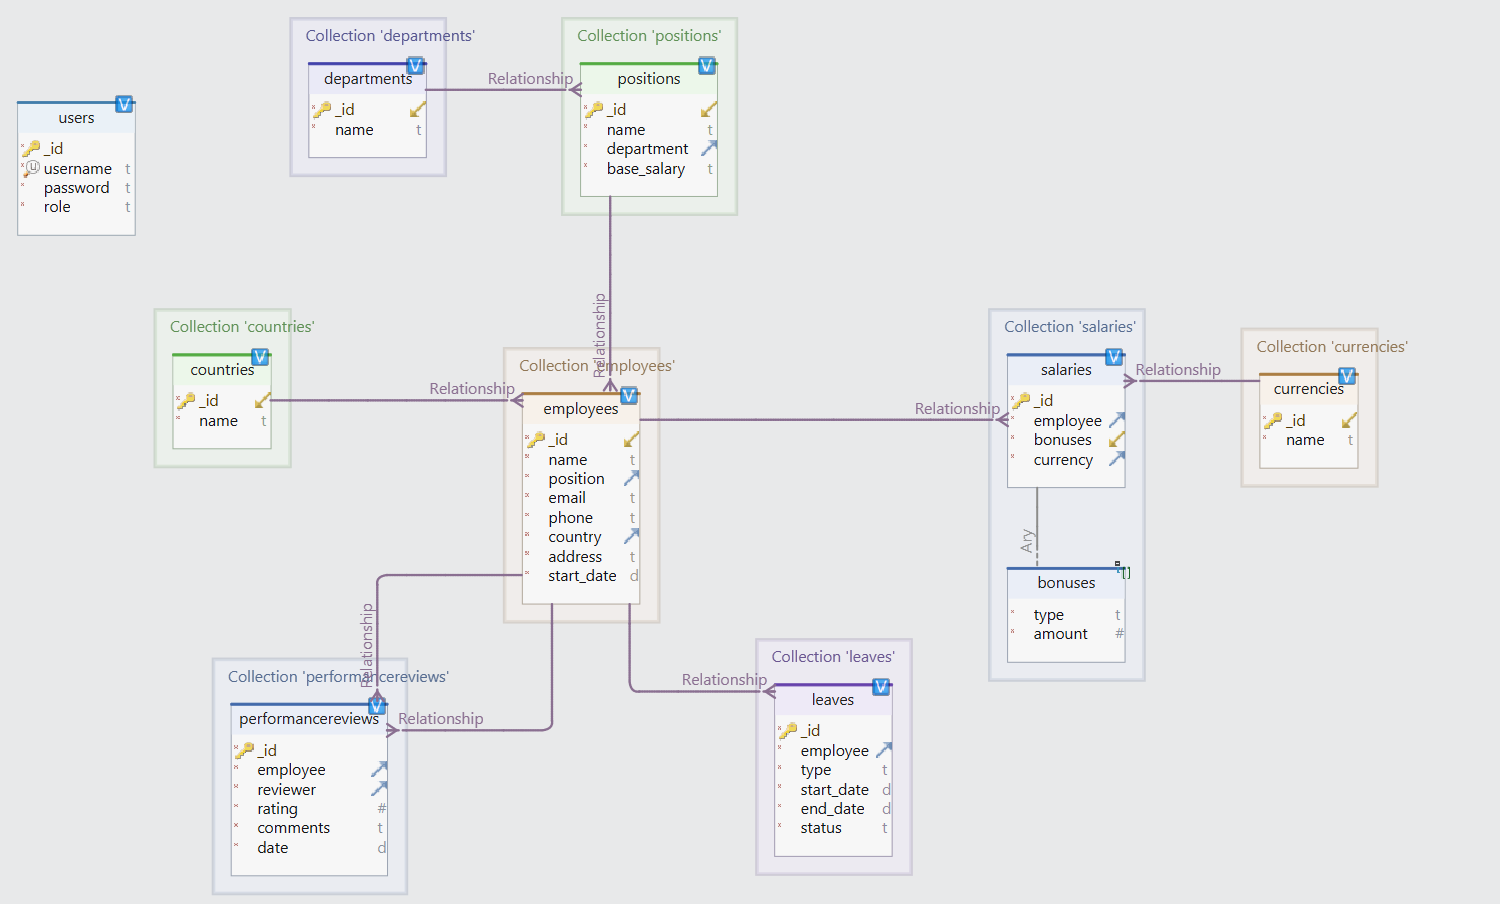 Collection 'departments'
departments
_id
name t
Relationship
Collection 'positions'
positions
_id
name t
department
base_salary t
users
_id
u username t
password t
role t
Relationship
Collection 'countries'
countries
_id
name t
Relationship
Collection 'employees'
employees
_id
name t
position
email t
phone t
country
address t
start_date d
Relationship
Collection 'salaries'
salaries
_id
employee
bonuses
currency
Relationship
Collection 'currencies'
currencies
_id
name t
Ary
bonuses []
type t
amount #
Relationship
Collection 'performancereviews'
performancereviews
_id
employee
reviewer
rating #
comments t
date d
Relationship
Relationship
Collection 'leaves'
leaves
_id
employee
type t
start_date d
end_date d
status t